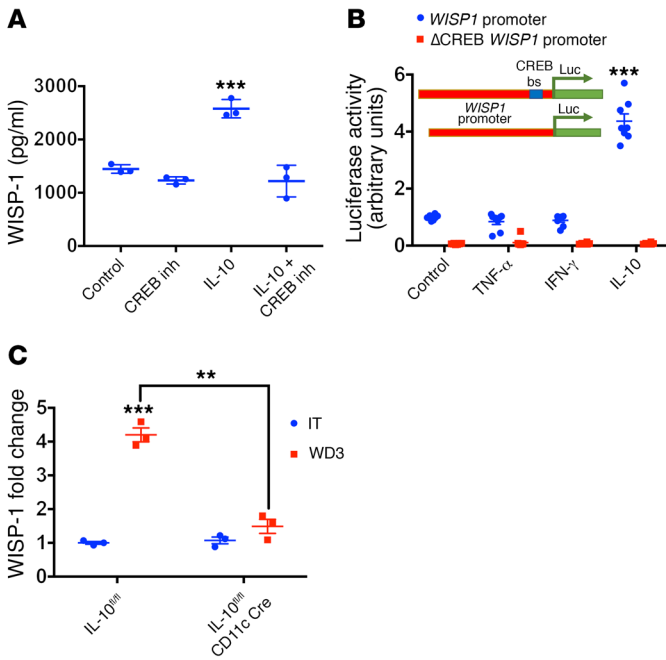 A
WISP-1 (pg/ml)
3000
2000
1000
0
***
Control
CREB inh
IL-10
IL-10 +
CREB inh
B
WISP1 promoter
ΔCREB WISP1 promoter
Luciferase activity
(arbitrary units)
6
4
2
0
CREB
bs
Luc
WISP1
promoter
Luc
***
Control
TNF-α
IFN-γ
IL-10
C
WISP-1 fold change
5
4
3
2
1
0
**
***
IT
WD3
IL-10fl/fl
IL-10fl/fl
CD11c Cre